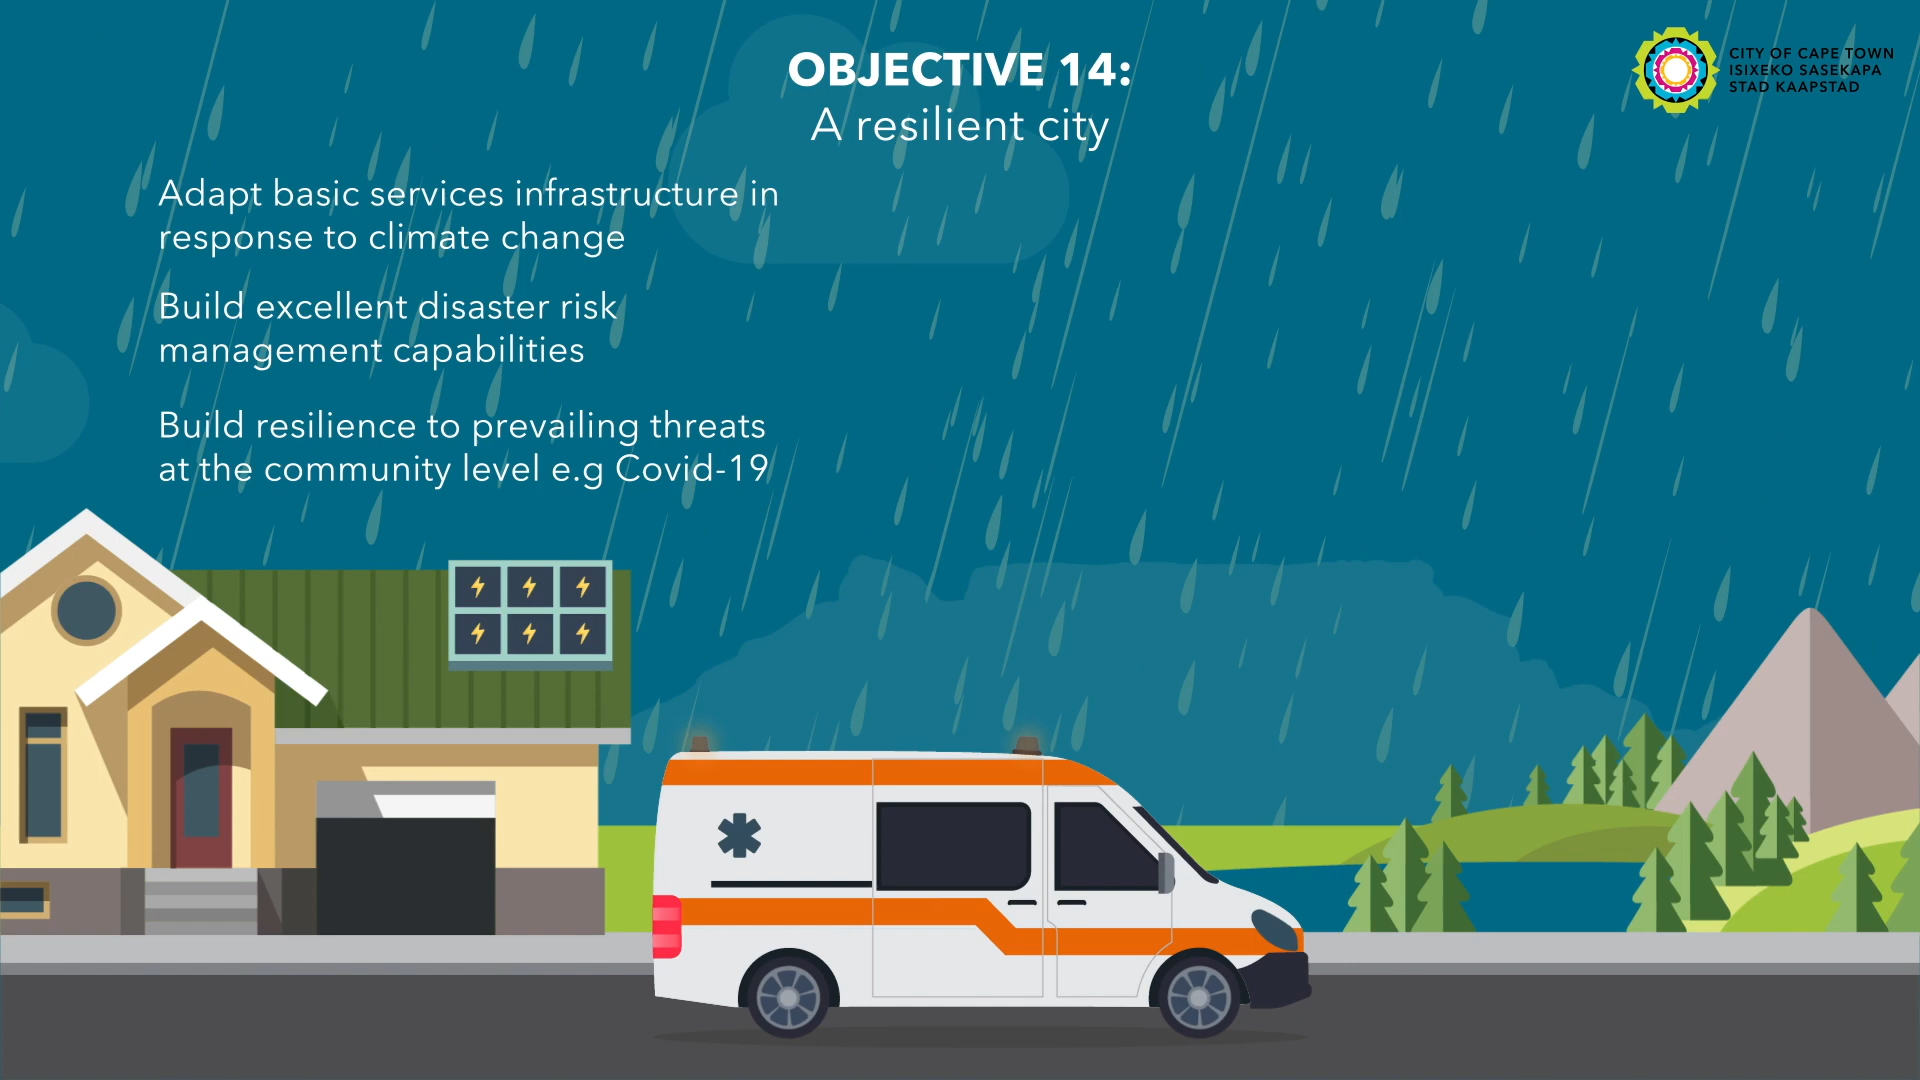 OBJECTIVE 14:
A resilient city
CITY OF CAPE TOWN
ISIXEKO SASEKAPA
STAD KAAPSTAD
Adapt basic services infrastructure in
response to climate change
Build excellent disaster risk
management capabilities
Build resilience to prevailing threats
at the community level e.g Covid-19